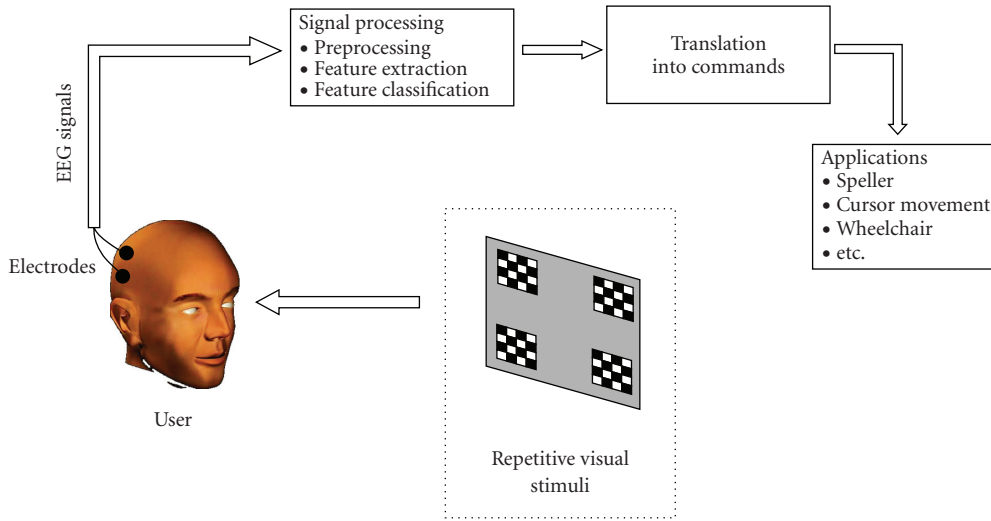 Signal processing
• Preprocessing
• Feature extraction
• Feature classification
Translation
into commands
EEG signals
Applications
• Speller
• Cursor movement
• Wheelchair
• etc.
Electrodes
User
Repetitive visual
stimuli